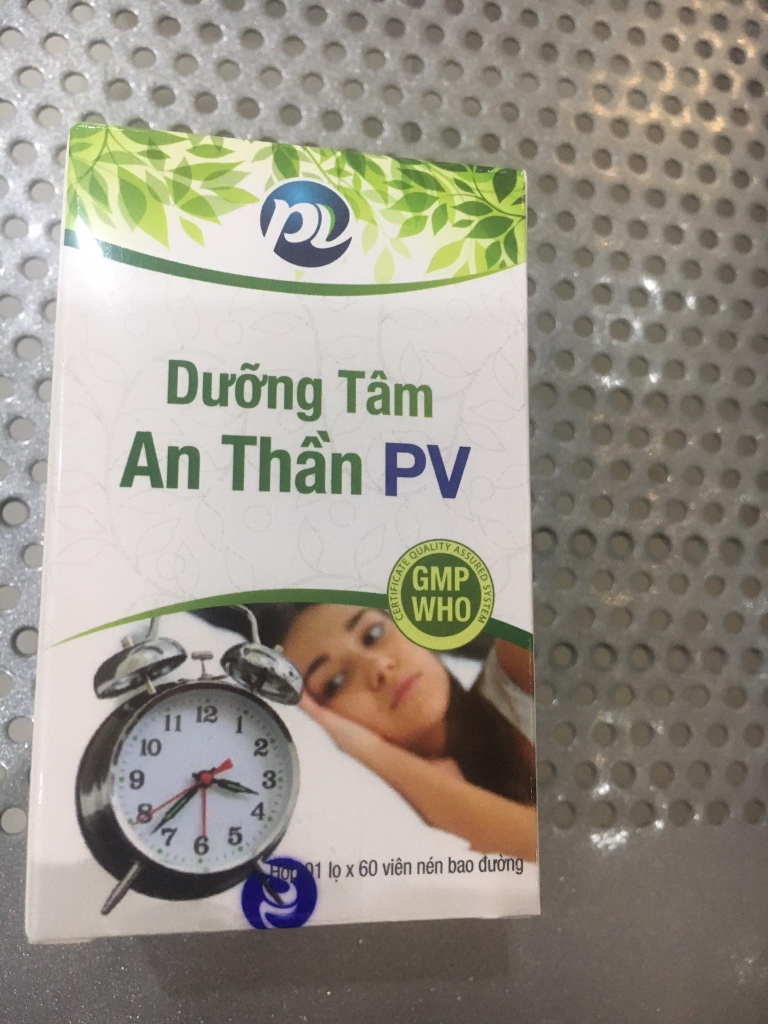 pv
Dưỡng Tâm
An Thần PV
CERTIFICATE QUALITY ASSURED SYSTEM
GMP
WHO
12
1
2
3
4
5
6
7
8
9
10
11
Hộp 01 lọ x 60 viên nén bao đường